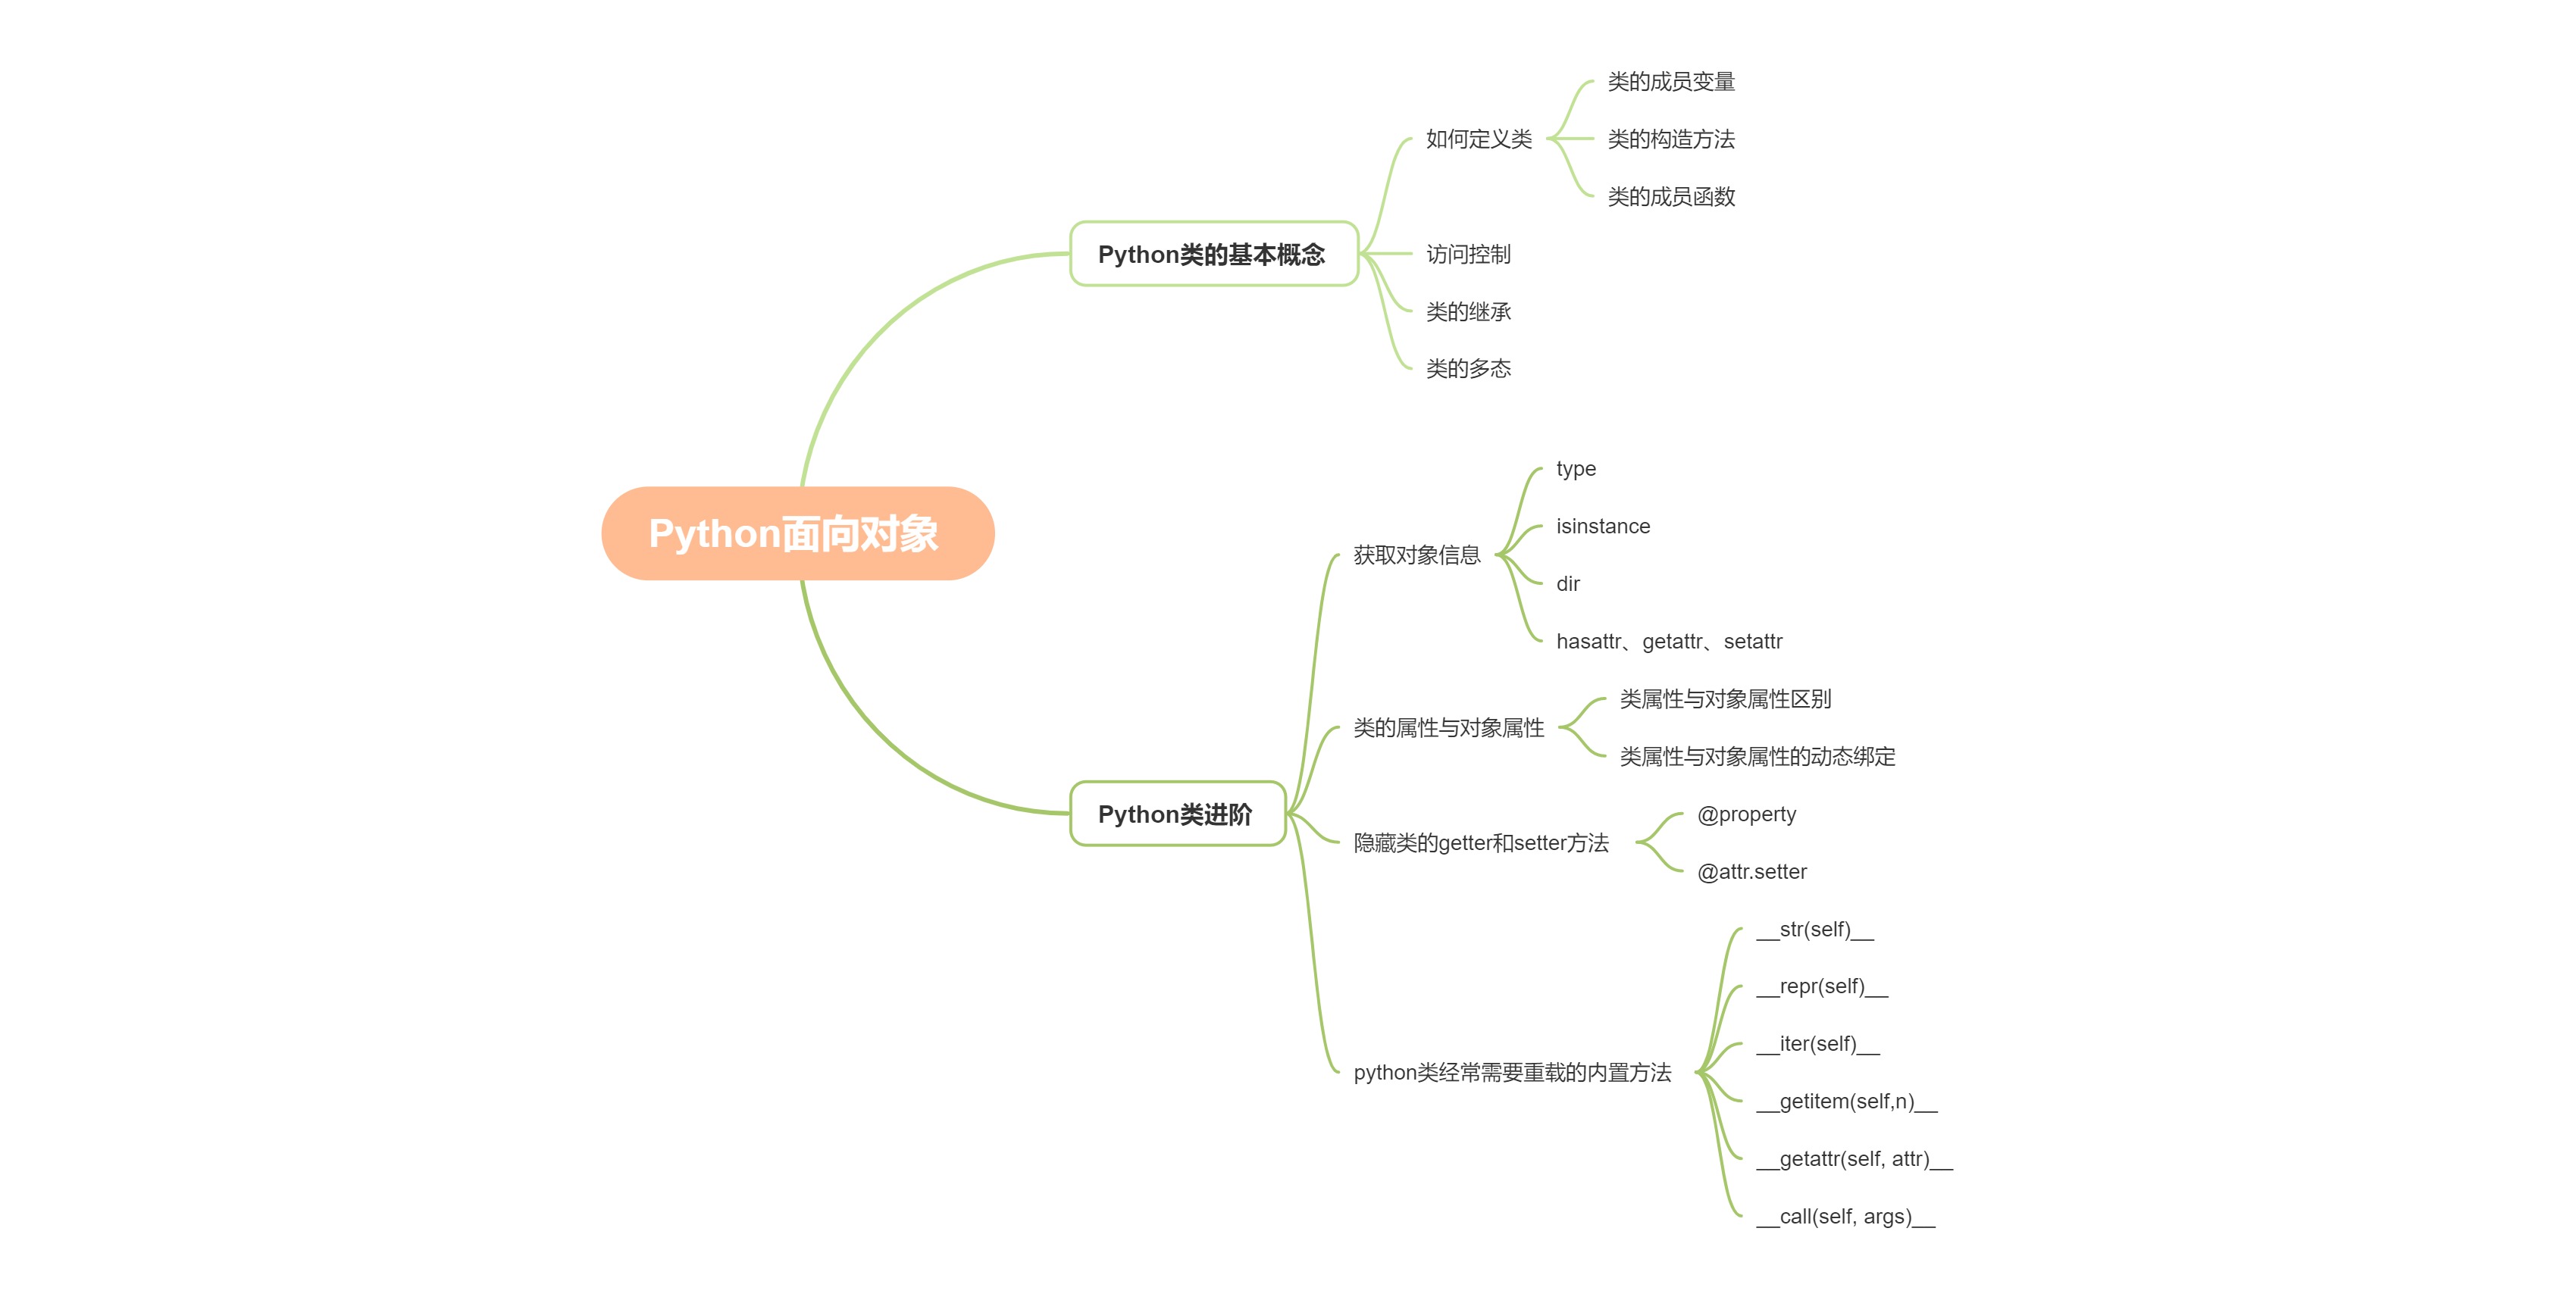 Python面向对象
Python类的基本概念
如何定义类
类的成员变量
类的构造方法
类的成员函数
访问控制
类的继承
类的多态
Python类进阶
获取对象信息
type
isinstance
dir
hasattr、getattr、setattr
类的属性与对象属性
类属性与对象属性区别
类属性与对象属性的动态绑定
隐藏类的getter和setter方法
@property
@attr.setter
python类经常需要重载的内置方法
__str(self)__
__repr(self)__
__iter(self)__
__getitem(self,n)__
__getattr(self, attr)__
__call(self, args)__